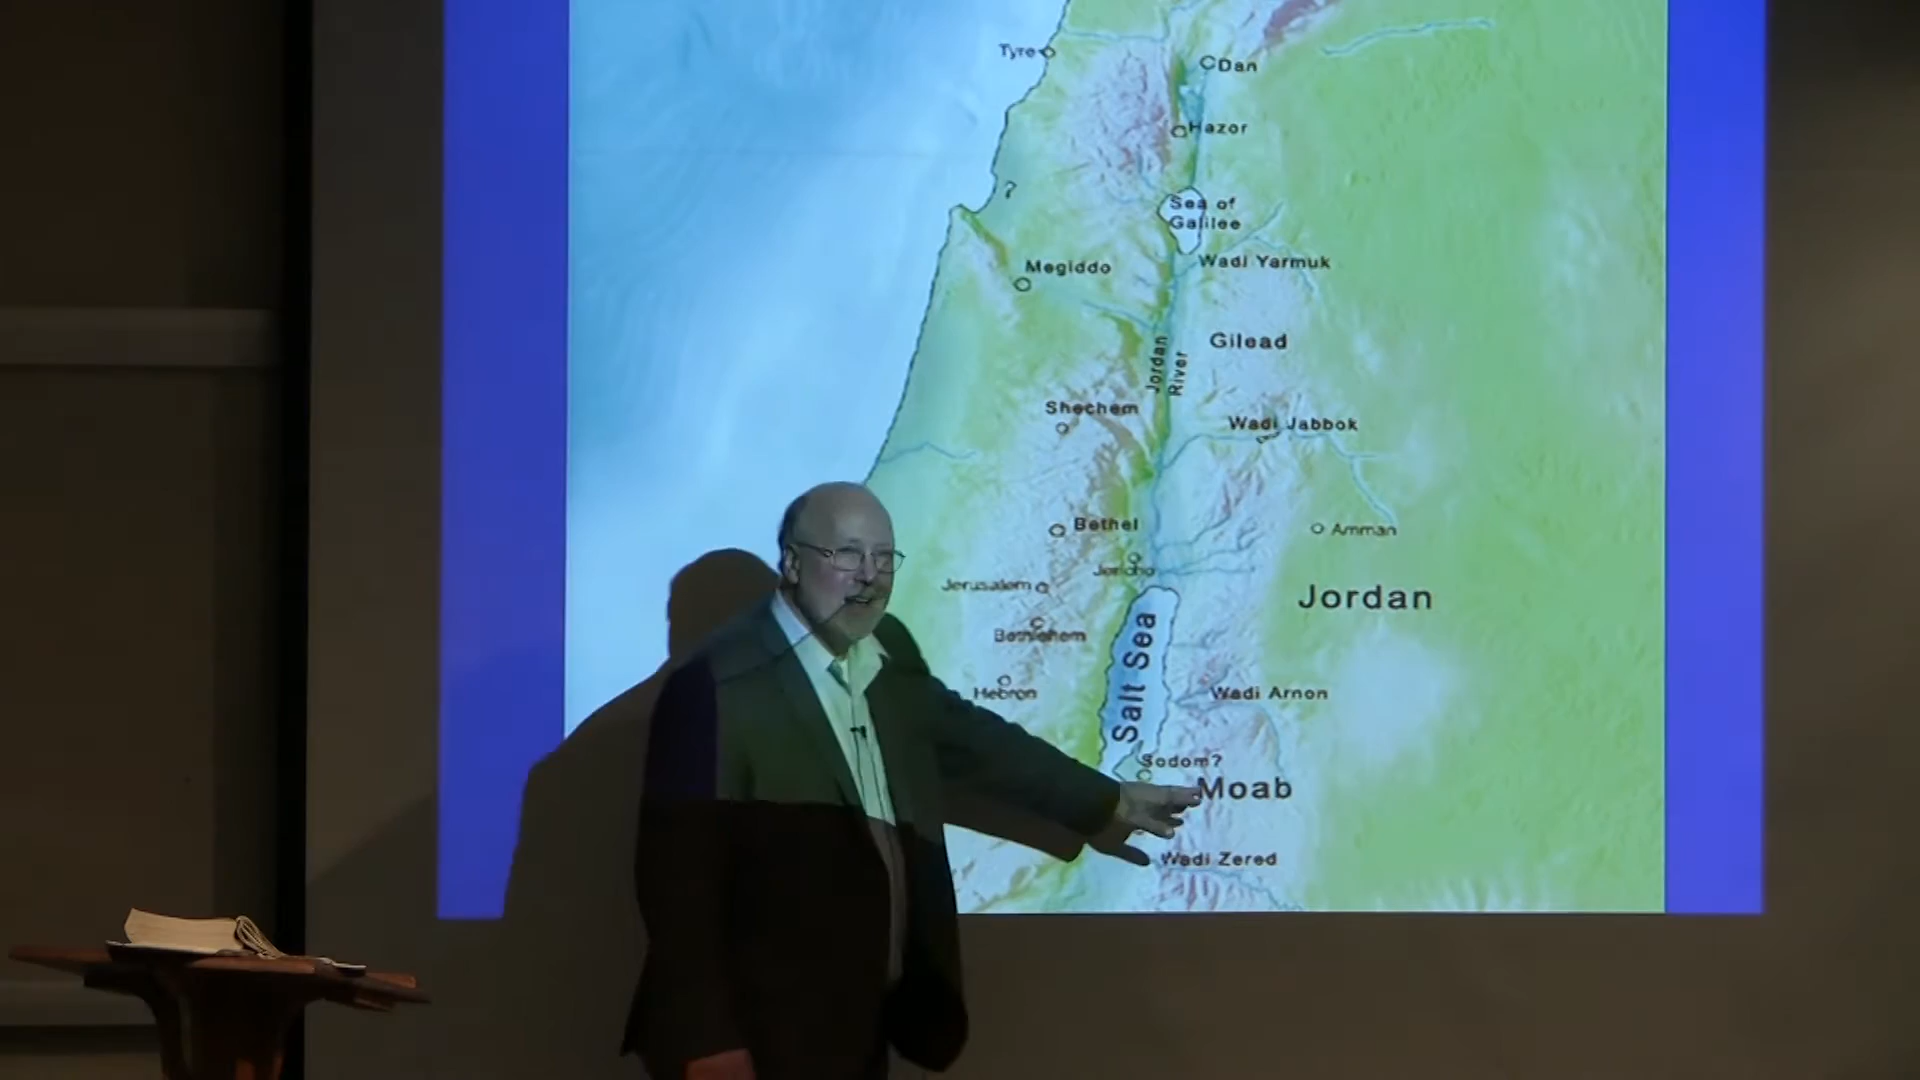 Tyre
Dan
Hazor
?
Sea of
Galilee
Wadi Yarmuk
Megiddo
Gilead
Jordan
River
Shechem
Wadi Jabbok
Bethel
Amman
Jericho
Jerusalem
Jordan
Bethlehem
Salt Sea
Hebron
Wadi Arnon
Sodom?
Moab
Wadi Zered